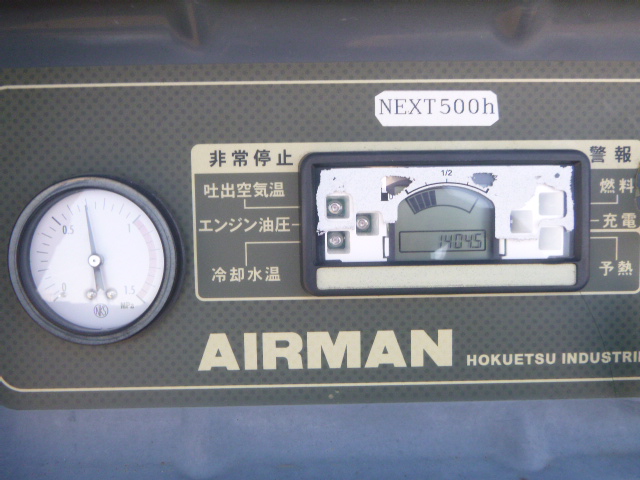 NEXT500h
非常停止
警報
吐出空気温
エンジン油圧
冷却水温
燃料
充電
予熱
1/2
1404.5
0.5
1
0
1.5
MPa
AIRMAN
HOKUETSU INDUSTRI